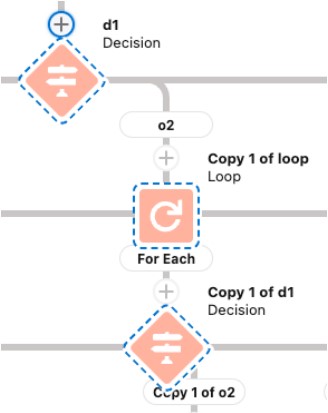 d1
Decision
o2
Copy 1 of loop
Loop
For Each
Copy 1 of d1
Decision
Copy 1 of o2